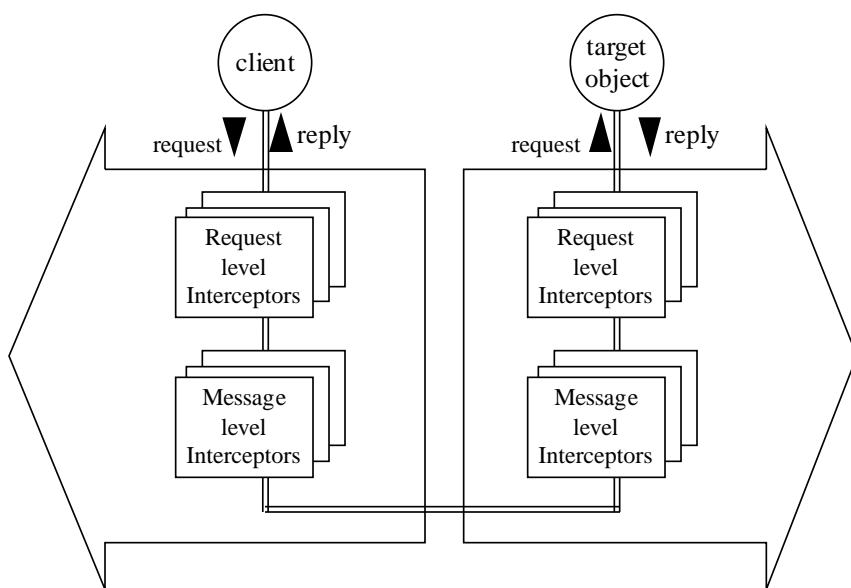 client
target
object
request
reply
request
reply
Request
level
Interceptors
Request
level
Interceptors
Message
level
Interceptors
Message
level
Interceptors